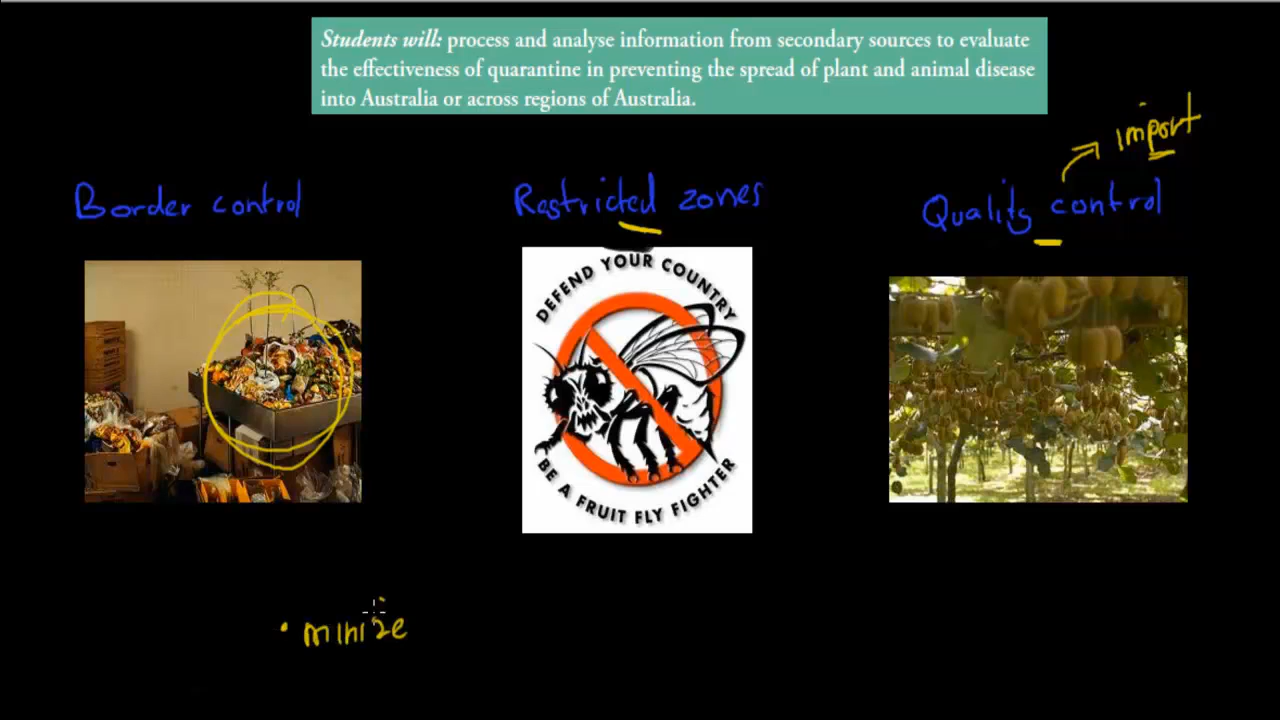 Students will: process and analyse information from secondary sources to evaluate
the effectiveness of quarantine in preventing the spread of plant and animal disease
into Australia or across regions of Australia.
import
Border control
Restricted zones
Quality control
DEFEND YOUR COUNTRY
BE A FRUIT FLY FIGHTER
• minize